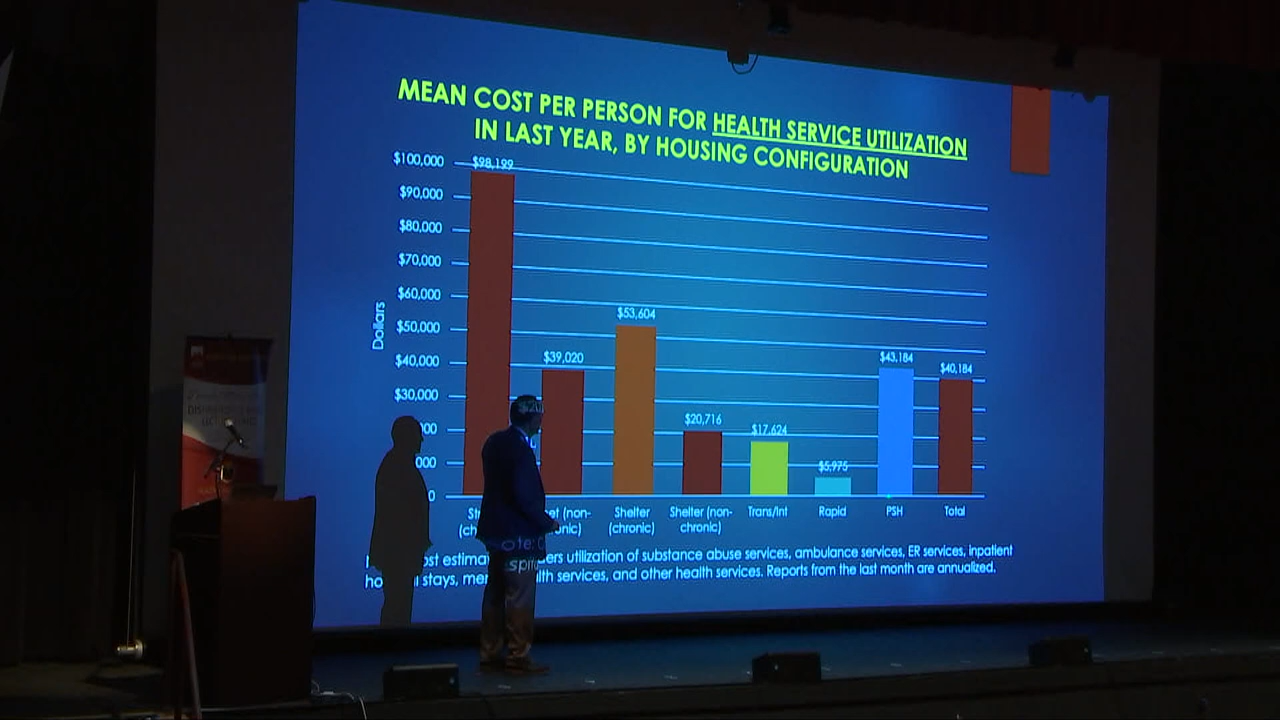 MEAN COST PER PERSON FOR HEALTH SERVICE UTILIZATION
IN LAST YEAR, BY HOUSING CONFIGURATION
$100,000
$90,000
$80,000
$70,000
$60,000
$50,000
$40,000
$30,000
000
000
0
Dollars
$98,199
$39,020
$53,604
$20,716
$17,624
$5,975
$43,184
$40,184
Shelter
(chronic)
Shelter (non-
chronic)
Trans/Int
Rapid
PSH
Total
utilization of substance abuse services, ambulance services, ER services, inpatient
stays, health services, and other health services. Reports from the last month are annualized.